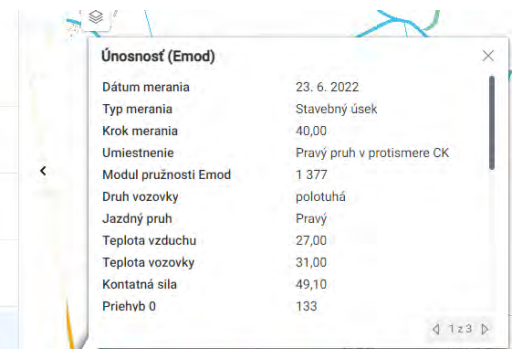 Únosnosť (Emod)
Dátum merania 23. 6. 2022
Typ merania Stavebný úsek
Krok merania 40,00
Umiestnenie Pravý pruh v protismere CK
Modul pružnosti Emod 1 377
Druh vozovky polotuhá
Jazdný pruh Pravý
Teplota vzduchu 27,00
Teplota vozovky 31,00
Kontatná sila 49,10
Priehyb 0 133
1 z 3